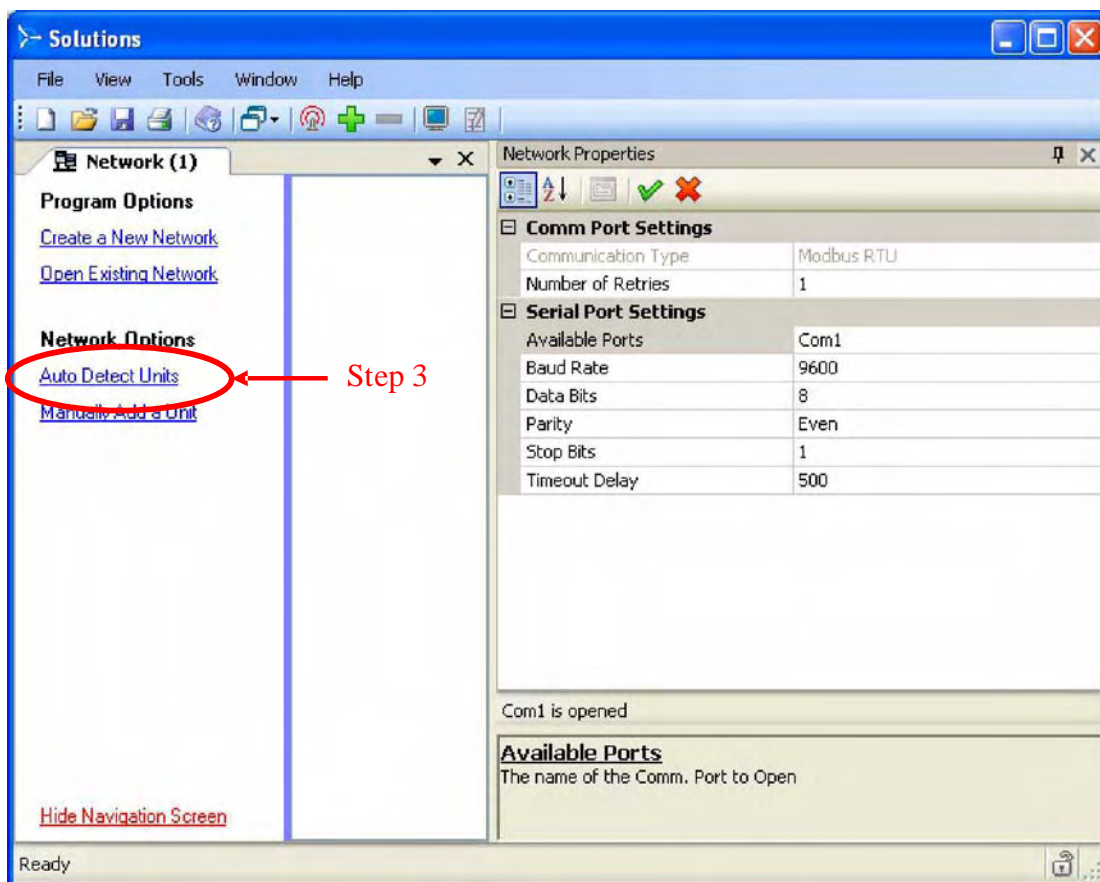 Solutions
File View Tools Window Help
Network (1)
Program Options
Create a New Network
Open Existing Network
Network Options
Auto Detect Units
Step 3
Manually Add a Unit
Hide Navigation Screen
Network Properties
Comm Port Settings
Communication Type Modbus RTU
Number of Retries 1
Serial Port Settings
Available Ports Com1
Baud Rate 9600
Data Bits 8
Parity Even
Stop Bits 1
Timeout Delay 500
Com1 is opened
Available Ports
The name of the Comm. Port to Open
Ready